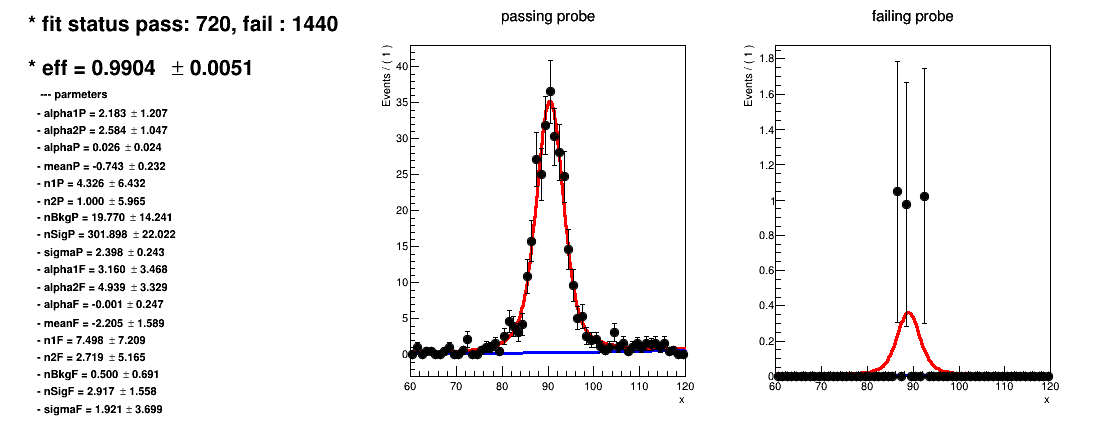 * fit status pass: 720, fail : 1440
* eff = 0.9904 ± 0.0051
--- parmeters
- alpha1P = 2.183 ± 1.207
- alpha2P = 2.584 ± 1.047
- alphaP = 0.026 ± 0.024
- meanP = -0.743 ± 0.232
- n1P = 4.326 ± 6.432
- n2P = 1.000 ± 5.965
- nBkgP = 19.770 ± 14.241
- nSigP = 301.898 ± 22.022
- sigmaP = 2.398 ± 0.243
- alpha1F = 3.160 ± 3.468
- alpha2F = 4.939 ± 3.329
- alphaF = -0.001 ± 0.247
- meanF = -2.205 ± 1.589
- n1F = 7.498 ± 7.209
- n2F = 2.719 ± 5.165
- nBkgF = 0.500 ± 0.691
- nSigF = 2.917 ± 1.558
- sigmaF = 1.921 ± 3.699
passing probe
Events / ( 1 )
40
35
30
25
20
15
10
5
0
60 70 80 90 100 110 120
x
failing probe
Events / ( 1 )
1.8
1.6
1.4
1.2
1
0.8
0.6
0.4
0.2
0
60 70 80 90 100 110 120
x